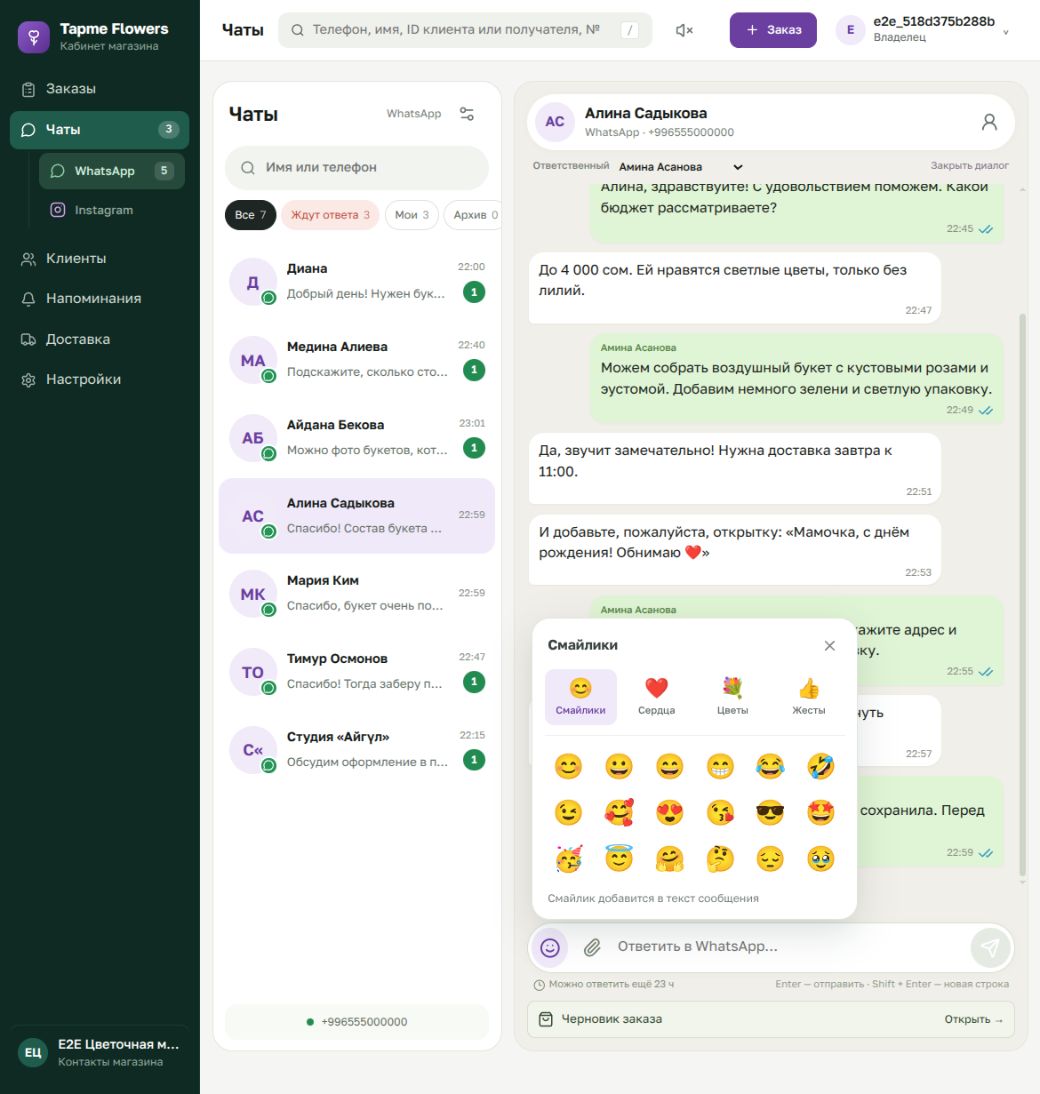 Tapme Flowers
Кабинет магазина
Заказы
Чаты 3
WhatsApp 5
Instagram
Клиенты
Напоминания
Доставка
Настройки
ЕЦ
E2E Цветочная м...
Контакты магазина
Чаты
Телефон, имя, ID клиента или получателя, №
/
+ Заказ
E
e2e_518d375b288b
Владелец
Чаты
WhatsApp
Имя или телефон
Все 7
Ждут ответа 3
Мои 3
Архив 0
Д
Диана 22:00
Добрый день! Нужен бук... 1
МА
Медина Алиева 22:40
Подскажите, сколько сто... 1
АБ
Айдана Бекова 23:01
Можно фото букетов, кот... 1
АС
Алина Садыкова
22:59
Спасибо! Состав букета ...
МК
Мария Ким
22:59
Спасибо, букет очень по...
ТО
Тимур Осмонов 22:47
Спасибо! Тогда заберу п... 1
С«
Студия «Айгүл» 22:15
Обсудим оформление в п... 1
+996555000000
АС
Алина Садыкова
WhatsApp · +996555000000
Ответственный Амина Асанова
Закрыть диалог
Алина, здравствуйте! С удовольствием поможем. Какой
бюджет рассматриваете?
22:45
До 4 000 сом. Ей нравятся светлые цветы, только без
лилий.
22:47
Амина Асанова
Можем собрать воздушный букет с кустовыми розами и
эустомой. Добавим немного зелени и светлую упаковку.
22:49
Да, звучит замечательно! Нужна доставка завтра к
11:00.
22:51
И добавьте, пожалуйста, открытку: «Мамочка, с днём
рождения! Обнимаю ❤️»
22:53
Амина Асанова
адрес и
22:55
22:57
сохранила. Перед
22:59
Смайлики
Смайлики
Сердца
Цветы
Жесты
Смайлик добавится в текст сообщения
Ответить в WhatsApp...
Можно ответить ещё 23 ч
Enter — отправить · Shift + Enter — новая строка
Черновик заказа
Открыть →